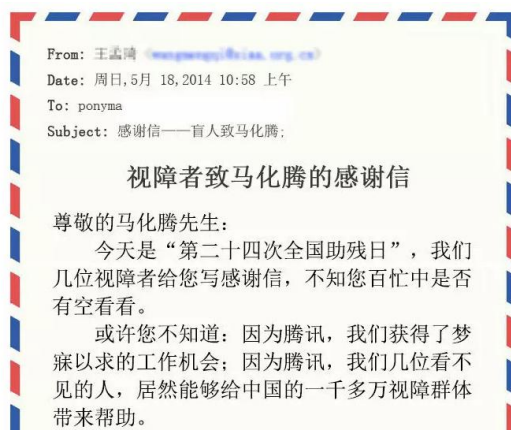 From: 王孟琦
Date: 周日,5月 18,2014 10:58 上午
To: ponyma
Subject: 感谢信——盲人致马化腾;
视障者致马化腾的感谢信
尊敬的马化腾先生:
今天是“第二十四次全国助残日”,我们
几位视障者给您写感谢信,不知您百忙中是否
有空看看。
或许您不知道:因为腾讯,我们获得了梦
寐以求的工作机会;因为腾讯,我们几位看不
见的人,居然能够给中国的一千多万视障群体
带来帮助。